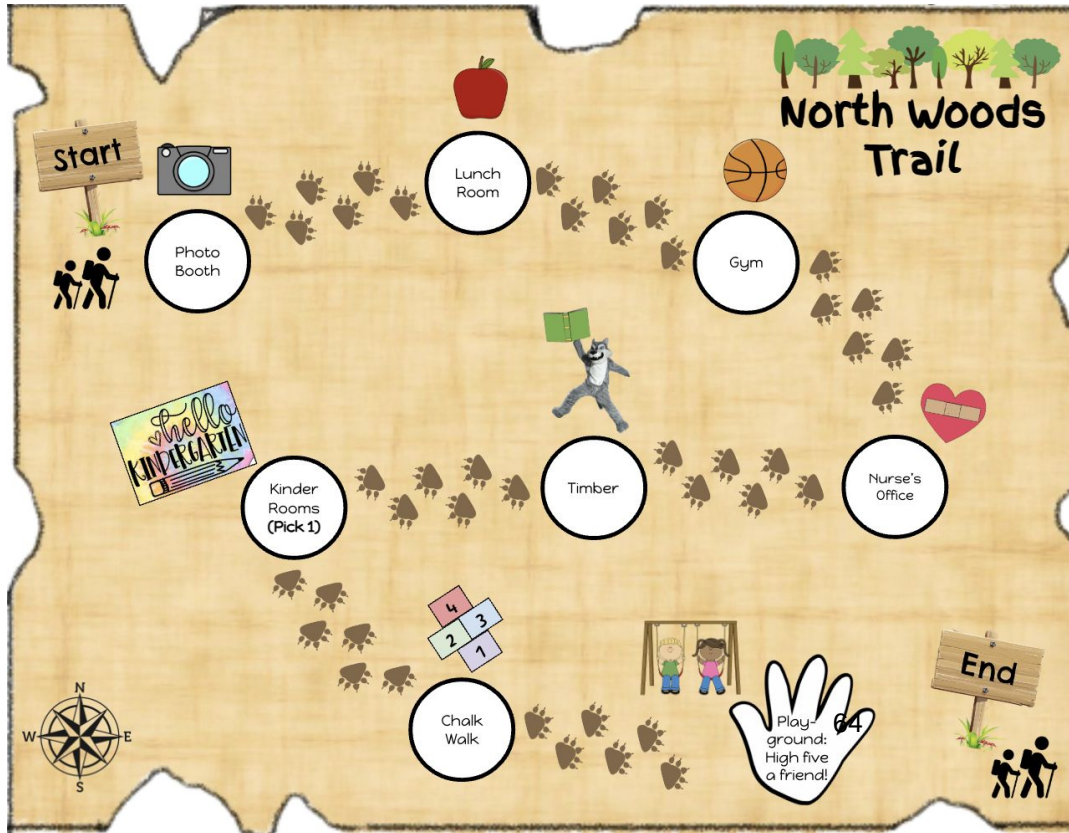 North Woods
Trail
Start
Photo
Booth
Lunch
Room
Gym
Nurse's
Office
Timber
hello
KINDERGARTEN
Kinder
Rooms
(Pick 1)
4
3
2
1
Chalk
Walk
Play-
ground:
High five
a friend!
64
End
N
W
E
S